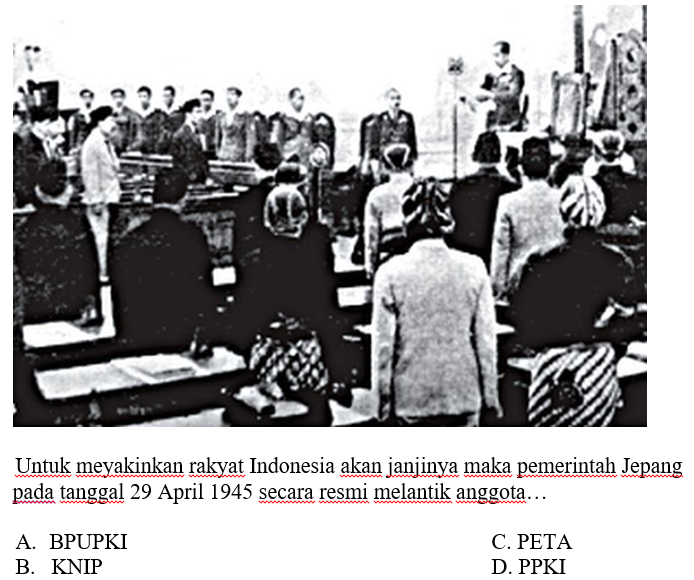 Untuk meyakinkan rakyat Indonesia akan janjinya maka pemerintah Jepang
pada tanggal 29 April 1945 secara resmi melantik anggota…
A. BPUPKI
C. PETA
B. KNIP
D. PPKI